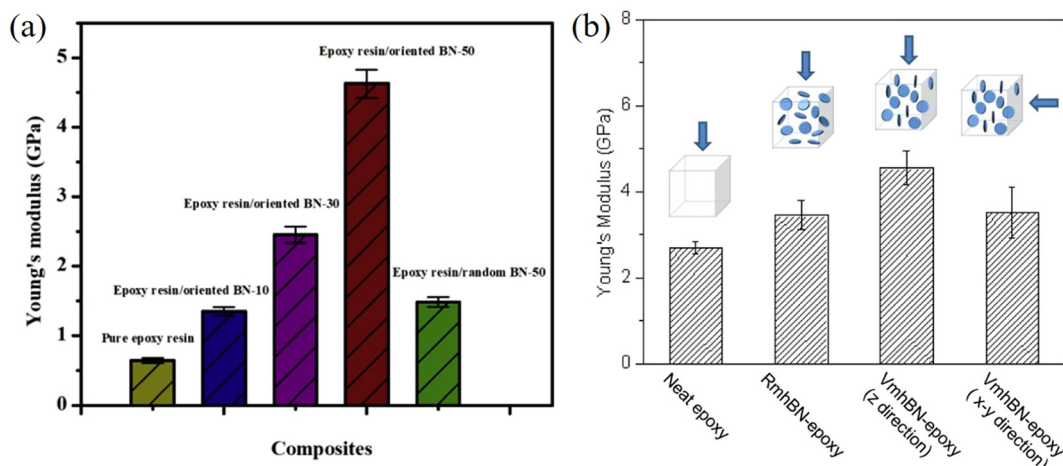 (a)
Young's modulus (GPa)
5
4
3
2
1
0
Epoxy resin/oriented BN-50
Epoxy resin/oriented BN-30
Epoxy resin/random BN-50
Epoxy resin/oriented BN-10
Pure epoxy resin
Composites
(b)
Young's Modulus (GPa)
8
6
4
2
0
Neat epoxy
RmhBN-epoxy
VmhBN-epoxy
(z direction)
VmhBN-epoxy
( x-y direction)